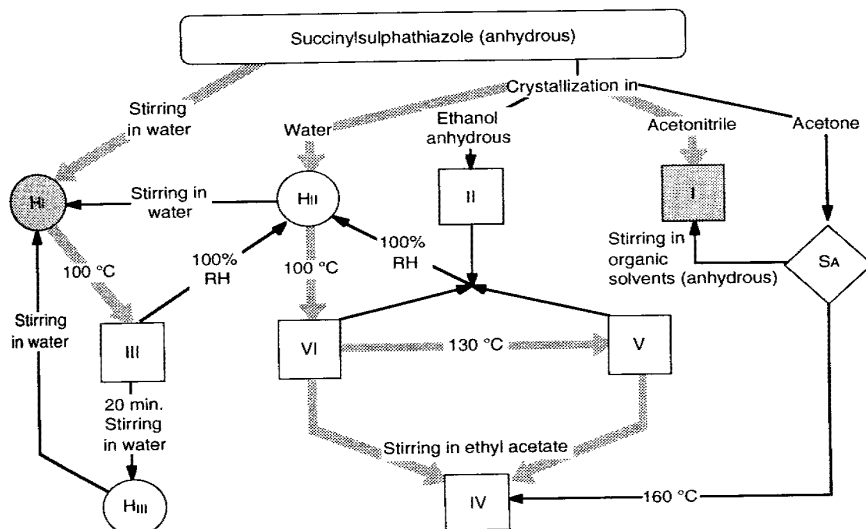 Succinylsulphathiazole (anhydrous)
Crystallization in
Stirring
in water
Water
Ethanol
anhydrous
Acetonitrile
Acetone
HI
Stirring in
water
HII
II
I
SA
100 °C
100%
RH
100 °C
100%
RH
Stirring in
organic
solvents (anhydrous)
Stirring
in water
III
VI
130 °C
V
20 min.
Stirring
in water
Stirring in ethyl acetate
HIII
IV
160 °C